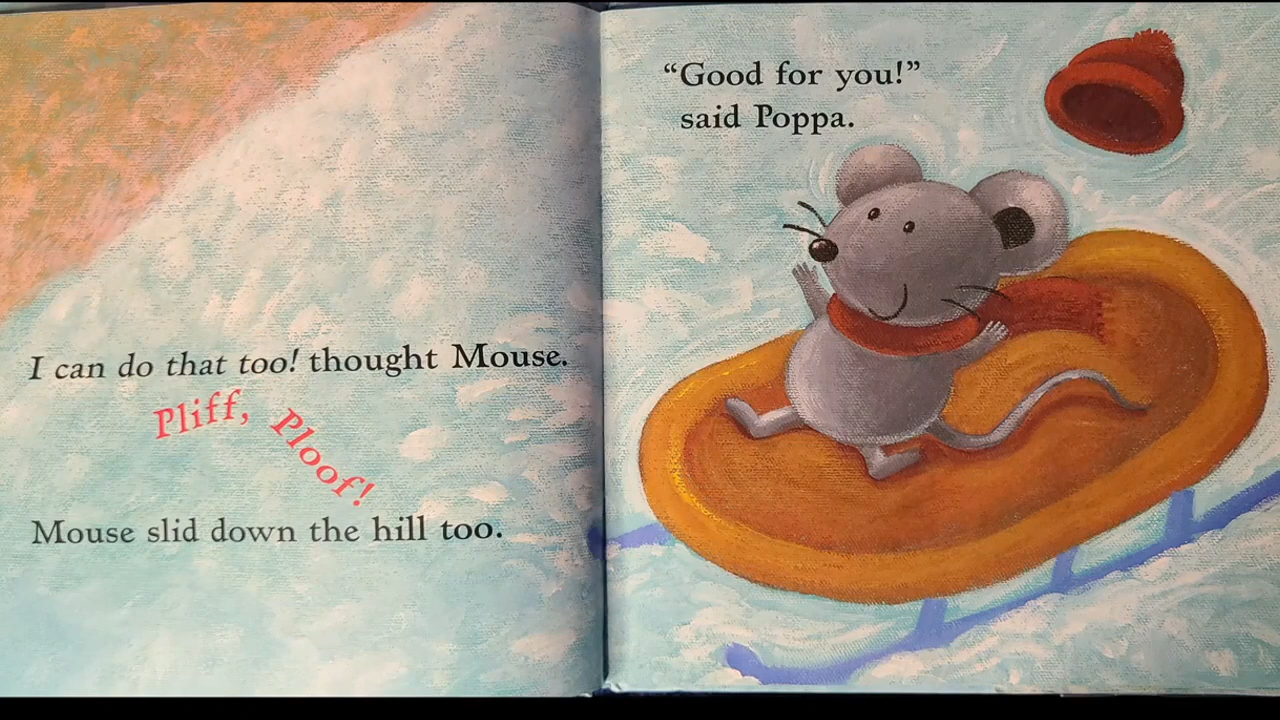 I can do that too! thought Mouse.
Pliff, Ploof!
Mouse slid down the hill too.
“Good for you!”
said Poppa.